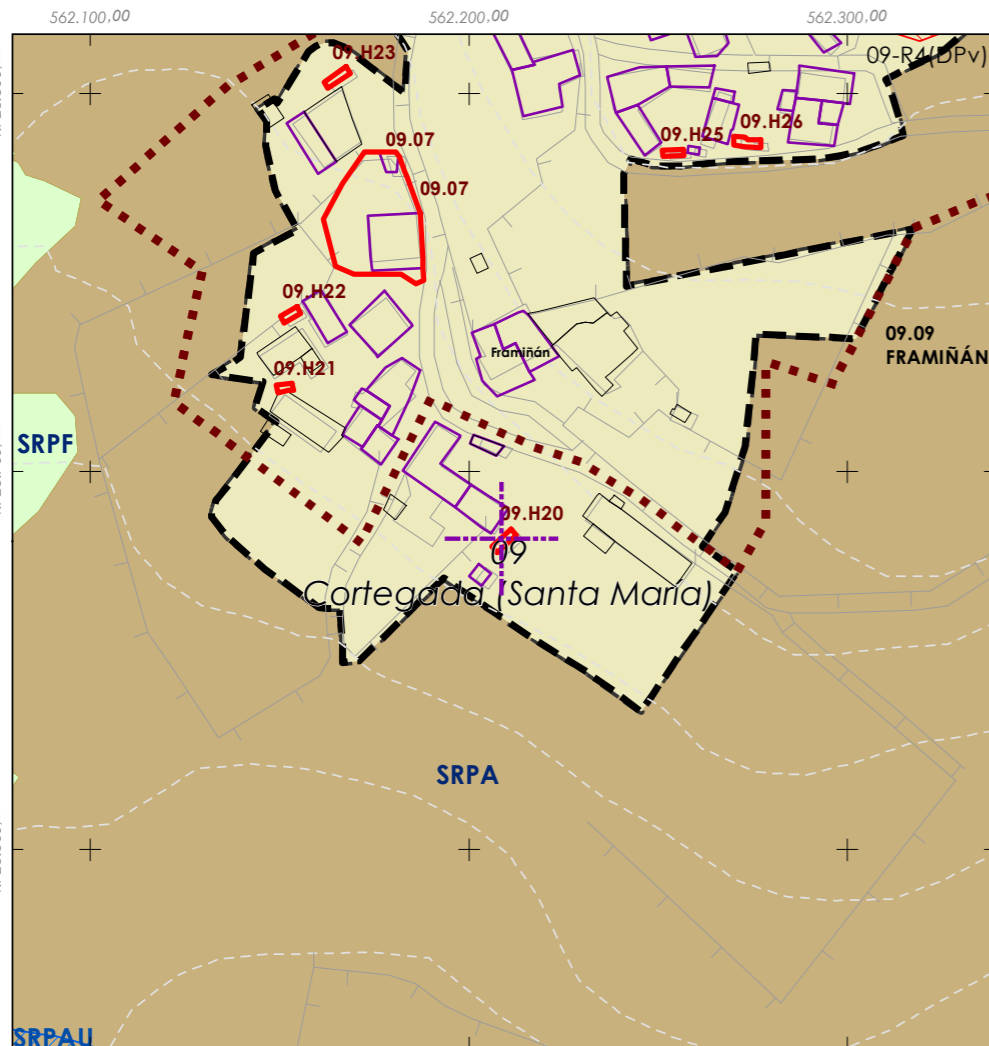 562.100,00 562.200,00 562.300,00
09.H23
09-R4(DPv)
09.07
09.H25
09.H26
09.07
09.H22
Framiñán
09.09
FRAMIÑÁN
09.H21
SRPF
09.H20
09
Cortegada (Santa María)
SRPA
SRPAU